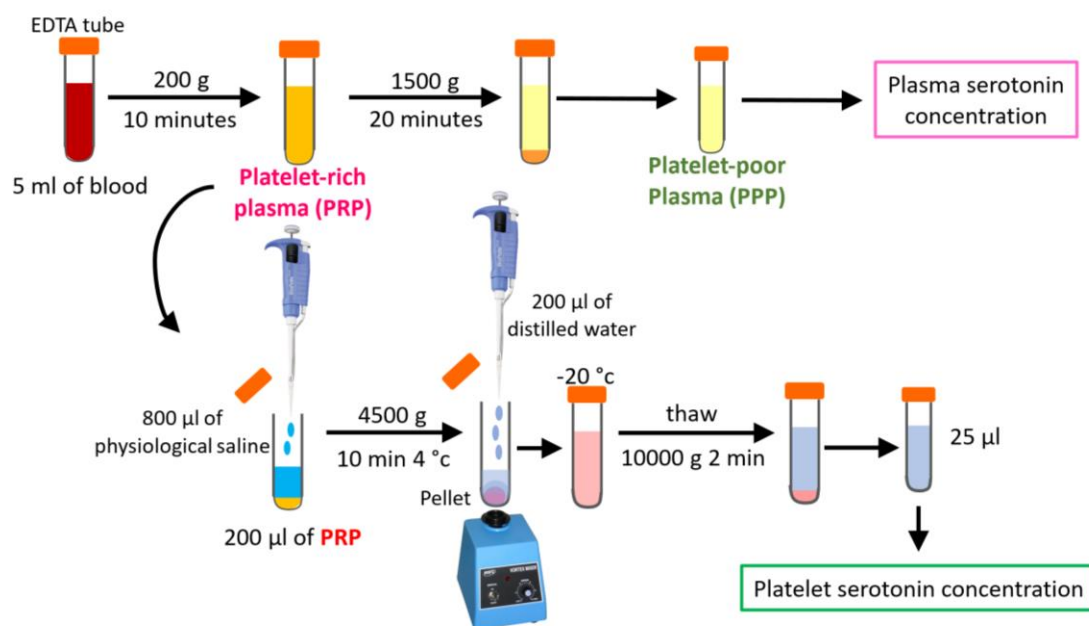 EDTA tube
200 g
10 minutes
1500 g
20 minutes
Plasma serotonin
concentration
5 ml of blood
Platelet-rich
plasma (PRP)
Platelet-poor
Plasma (PPP)
200 µl of
distilled water
-20 °c
800 µl of
physiological saline
4500 g
10 min 4 °c
thaw
10000 g 2 min
25 µl
Pellet
200 µl of PRP
VORTEX MIXER
Platelet serotonin concentration